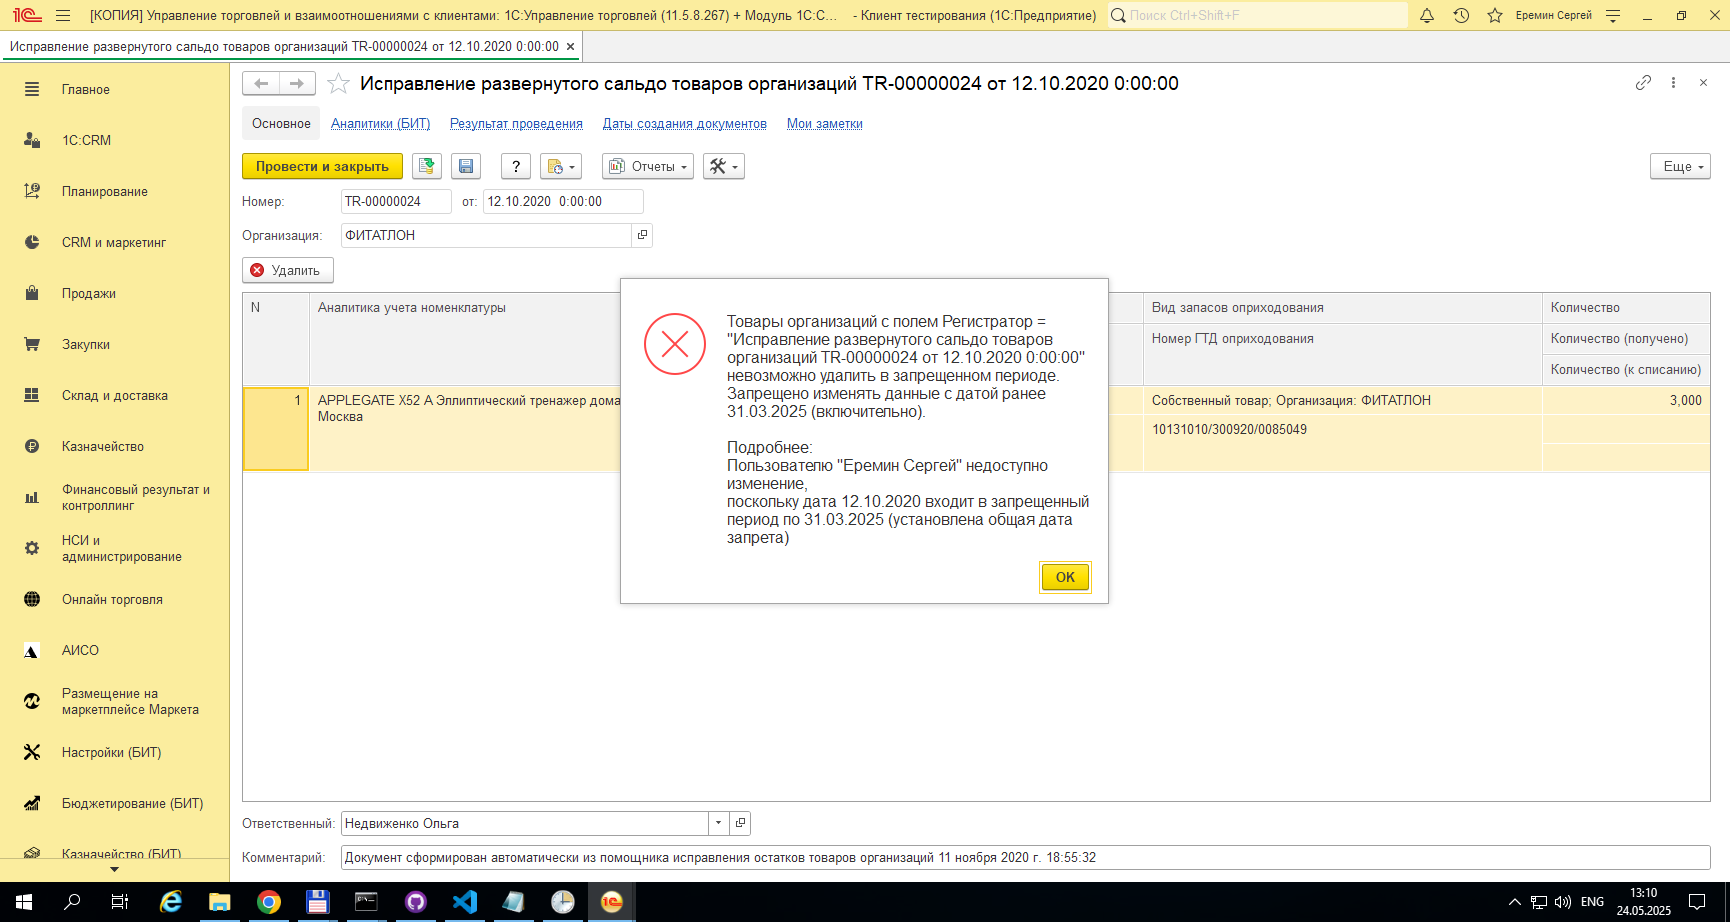 [КОПИЯ] Управление торговлей и взаимоотношениями с клиентами: 1С:Управление торговлей (11.5.8.267) + Модуль 1С:С... - Клиент тестирования (1С:Предприятие)
Поиск Ctrl+Shift+F
Еремин Сергей
Исправление развернутого сальдо товаров организаций TR-00000024 от 12.10.2020 0:00:00
Главное
1C:CRM
Планирование
CRM и маркетинг
Продажи
Закупки
Склад и доставка
Казначейство
Финансовый результат и
контроллинг
НСИ и
администрирование
Онлайн торговля
АИСО
Размещение на
маркетплейсе Маркета
Настройки (БИТ)
Бюджетирование (БИТ)
Казначейство (БИТ)
Исправление развернутого сальдо товаров организаций TR-00000024 от 12.10.2020 0:00:00
Основное Аналитики (БИТ) Результат проведения Даты создания документов Мои заметки
Провести и закрыть ? Отчеты Еще
Номер: TR-00000024 от: 12.10.2020 0:00:00
Организация: ФИТАТЛОН
Удалить
N Аналитика учета номенклатуры Вид запасов оприходования Количество
Номер ГТД оприходования Количество (получено)
Количество (к списанию)
1 APPLEGATE X52 A Эллиптический тренажер дома Собственный товар; Организация: ФИТАТЛОН 3,000
Москва
10131010/300920/0085049
Товары организаций с полем Регистратор =
"Исправление развернутого сальдо товаров
организаций TR-00000024 от 12.10.2020 0:00:00"
невозможно удалить в запрещенном периоде.
Запрещено изменять данные с датой ранее
31.03.2025 (включительно).
Подробнее:
Пользователю "Еремин Сергей" недоступно
изменение,
поскольку дата 12.10.2020 входит в запрещенный
период по 31.03.2025 (установлена общая дата
запрета)
OK
Ответственный: Недвиженко Ольга
Комментарий: Документ сформирован автоматически из помощника исправления остатков товаров организаций 11 ноября 2020 г. 18:55:32
ENG
13:10
24.05.2025